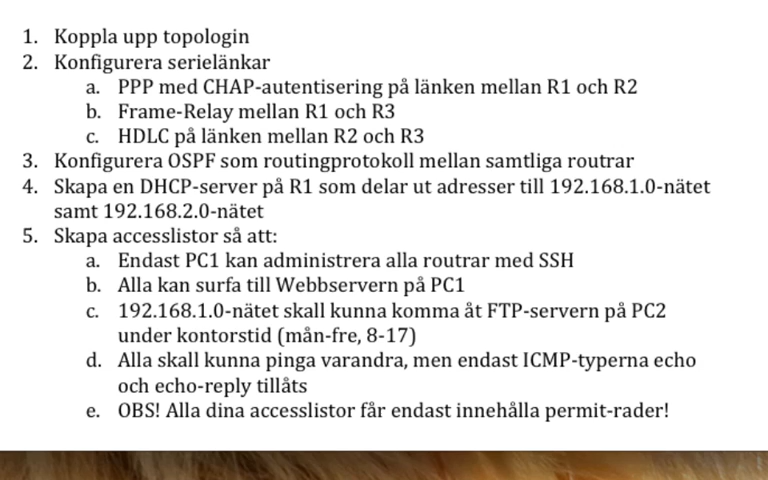 1. Koppla upp topologin
2. Konfigurera serielänkar
a. PPP med CHAP-autentisering på länken mellan R1 och R2
b. Frame-Relay mellan R1 och R3
c. HDLC på länken mellan R2 och R3
3. Konfigurera OSPF som routingprotokoll mellan samtliga routrar
4. Skapa en DHCP-server på R1 som delar ut adresser till 192.168.1.0-nätet
samt 192.168.2.0-nätet
5. Skapa accesslistor så att:
a. Endast PC1 kan administrera alla routrar med SSH
b. Alla kan surfa till Webbservern på PC1
c. 192.168.1.0-nätet skall kunna komma åt FTP-servern på PC2
under kontorstid (mån-fre, 8-17)
d. Alla skall kunna pinga varandra, men endast ICMP-typerna echo
och echo-reply tillåts
e. OBS! Alla dina accesslistor får endast innehålla permit-rader!